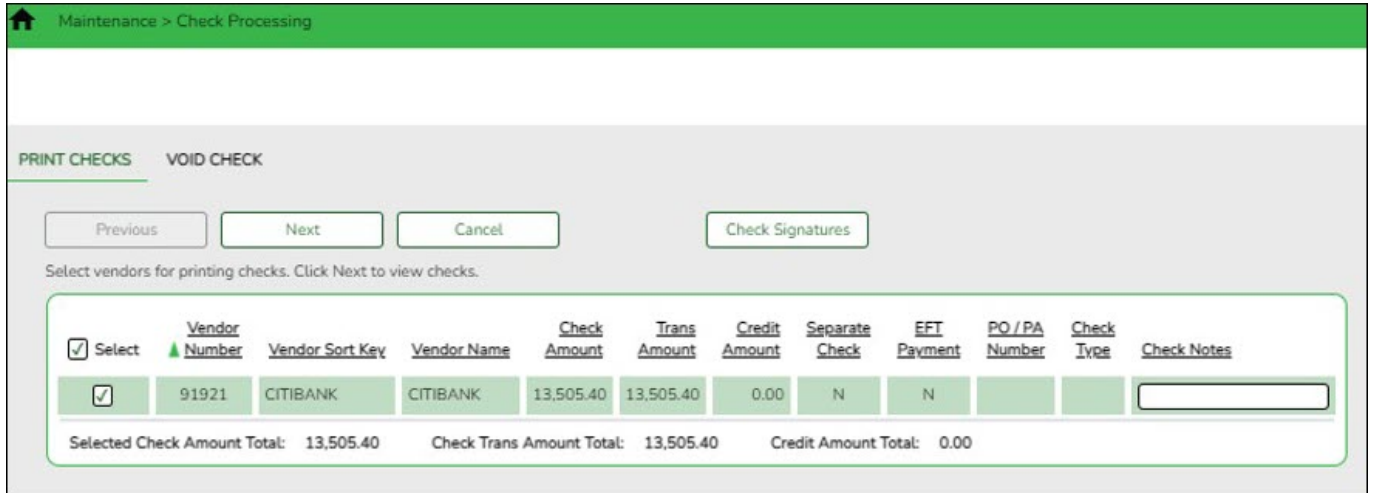 Maintenance > Check Processing
PRINT CHECKS VOID CHECK
Previous Next Cancel Check Signatures
Select vendors for printing checks. Click Next to view checks.
Select Vendor Number Vendor Sort Key Vendor Name Check Amount Trans Amount Credit Amount Separate Check EFT Payment PO / PA Number Check Type Check Notes
91921 CITIBANK CITIBANK 13,505.40 13,505.40 0.00 N N
Selected Check Amount Total: 13,505.40 Check Trans Amount Total: 13,505.40 Credit Amount Total: 0.00